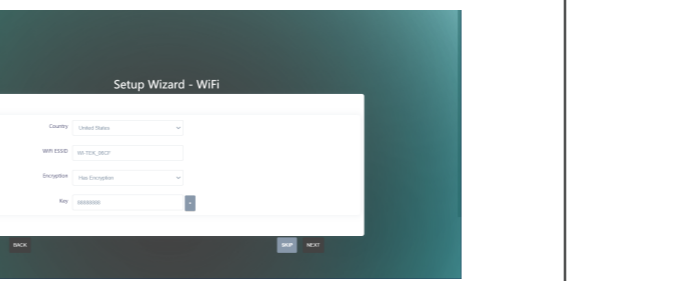 Setup Wizard - WiFi
Country United States
WiFi ESSID
Encryption Has Encryption
Key
BACK SKIP NEXT